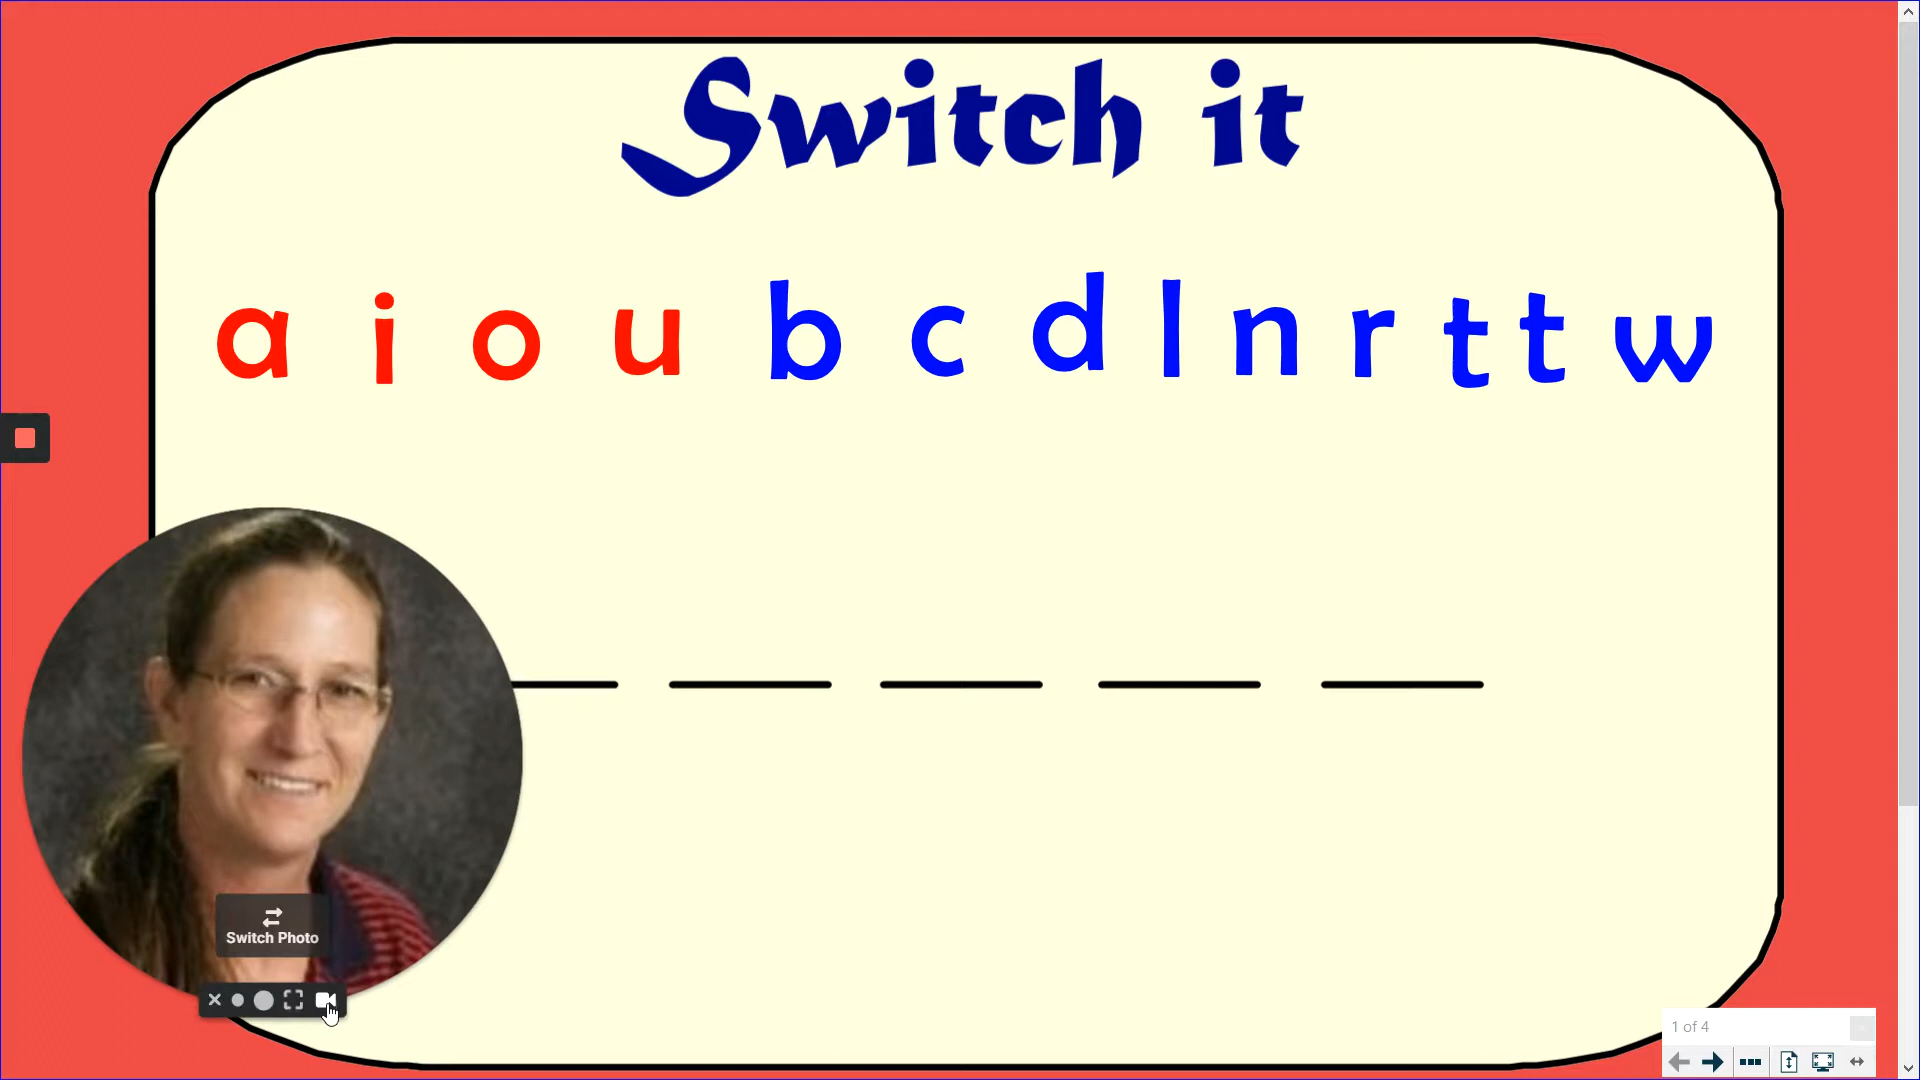 Switch it
a i o u b c d l n r t t w
Switch Photo
1 of 4